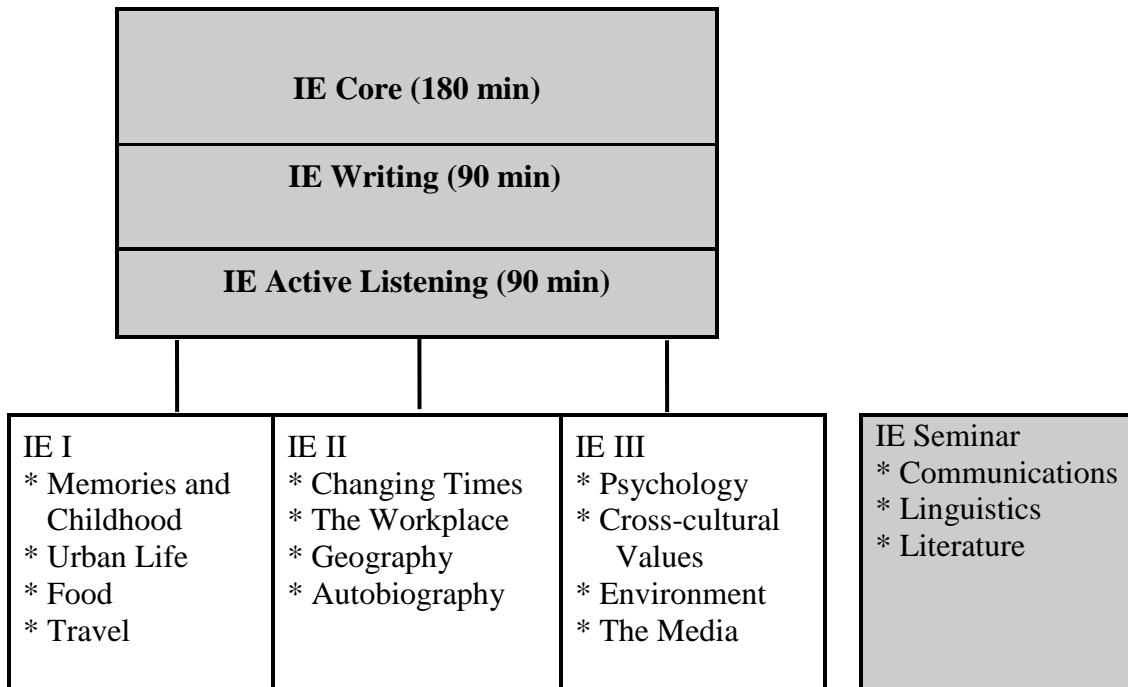 IE Core (180 min)
IE Writing (90 min)
IE Active Listening (90 min)
IE I
* Memories and
Childhood
* Urban Life
* Food
* Travel
IE II
* Changing Times
* The Workplace
* Geography
* Autobiography
IE III
* Psychology
* Cross-cultural
Values
* Environment
* The Media
IE Seminar
* Communications
* Linguistics
* Literature